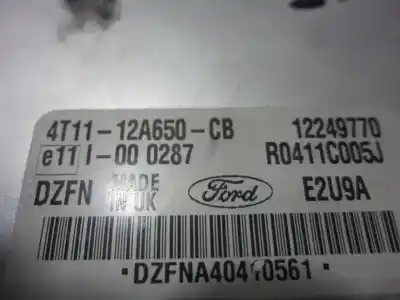 4T11-12A650-CB 12249770
e11 I-00 0287 R0411C005J
DZFN MADE IN UK Ford E2U9A
·DZFNA40410561·